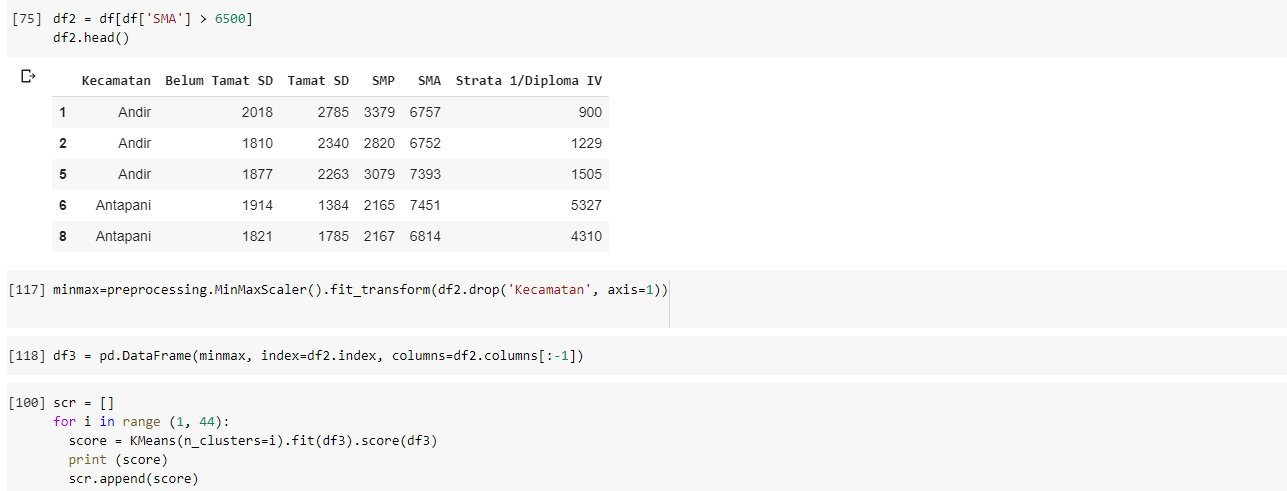 [75] df2 = df[df['SMA'] > 6500]
df2.head()
Kecamatan Belum Tamat SD Tamat SD SMP SMA Strata 1/Diploma IV
1 Andir 2018 2785 3379 6757 900
2 Andir 1810 2340 2820 6752 1229
5 Andir 1877 2263 3079 7393 1505
6 Antapani 1914 1384 2165 7451 5327
8 Antapani 1821 1785 2167 6814 4310
[117] minmax=preprocessing.MinMaxScaler().fit_transform(df2.drop('Kecamatan', axis=1))
[118] df3 = pd.DataFrame(minmax, index=df2.index, columns=df2.columns[:-1])
[100] scr = []
for i in range (1, 44):
score = KMeans(n_clusters=i).fit(df3).score(df3)
print (score)
scr.append(score)